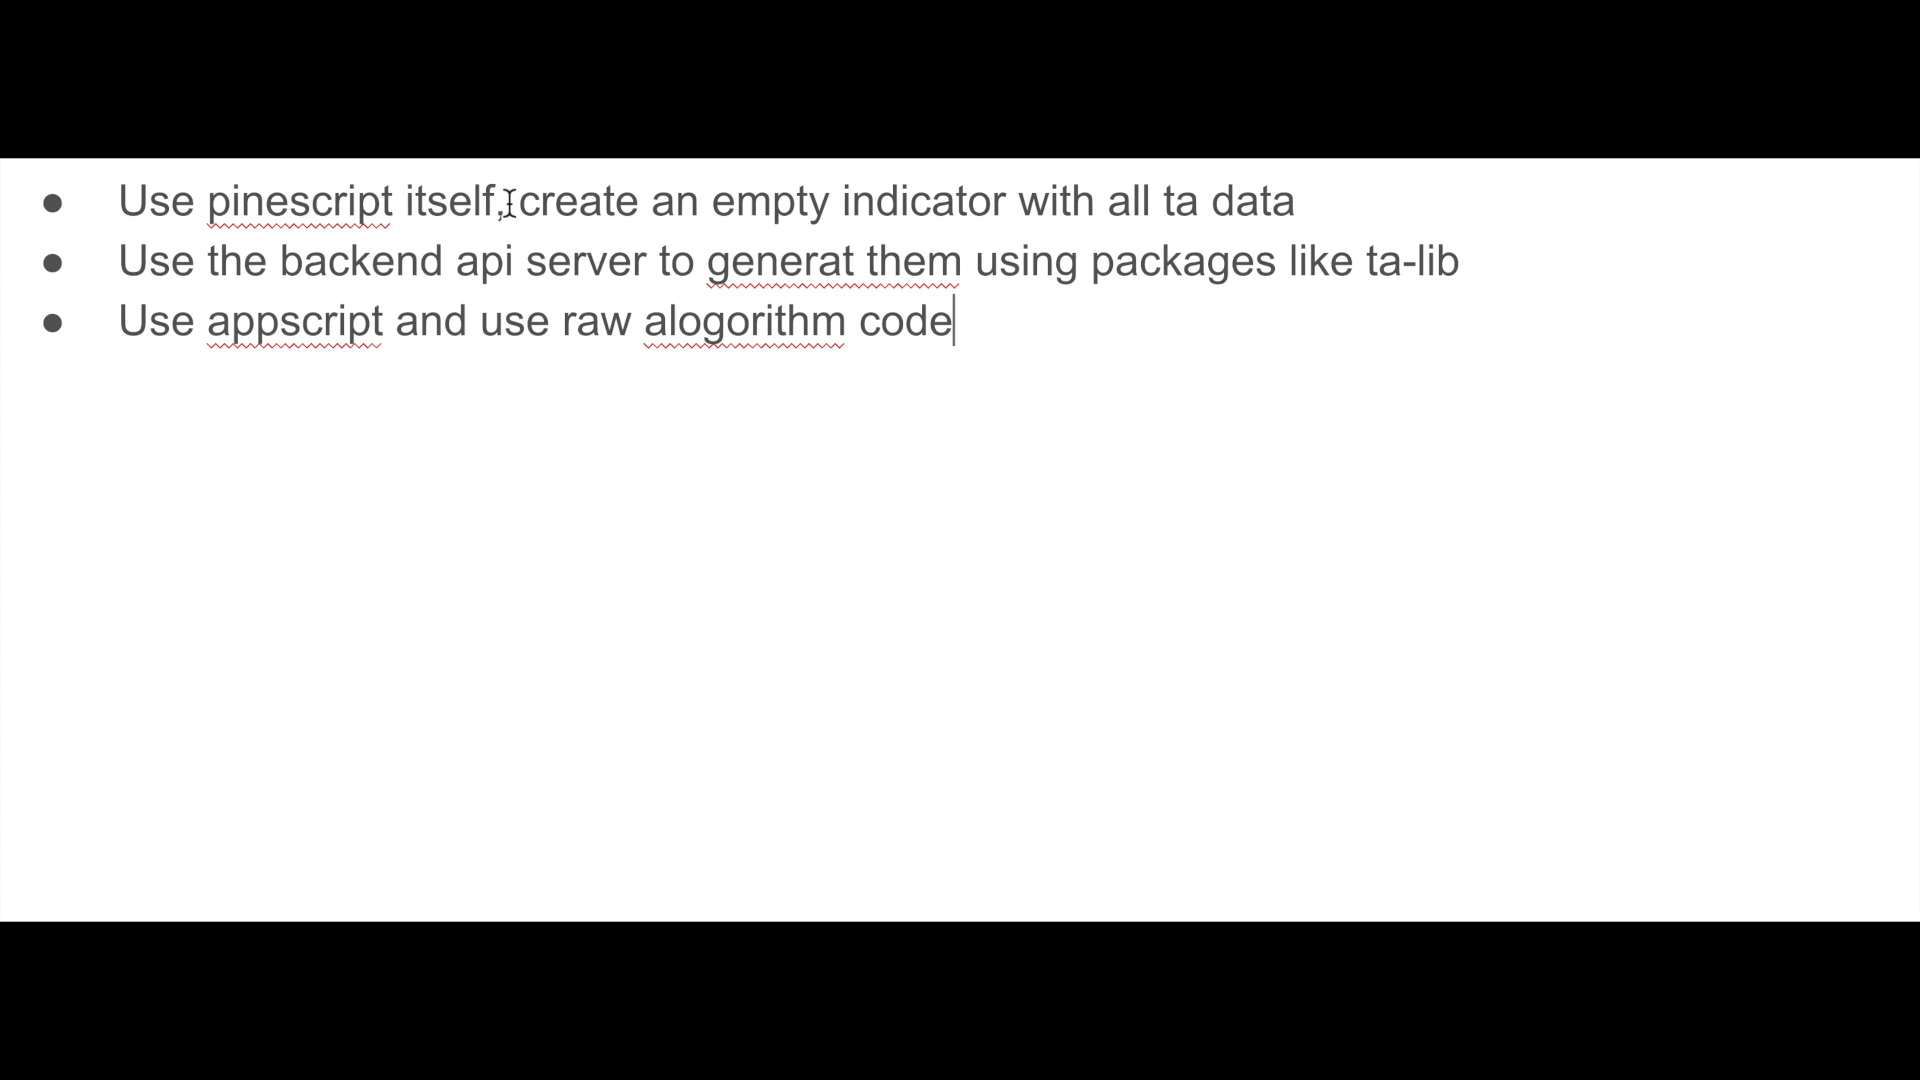 ● Use pinescript itself, create an empty indicator with all ta data
● Use the backend api server to generat them using packages like ta-lib
● Use appscript and use raw alogorithm code